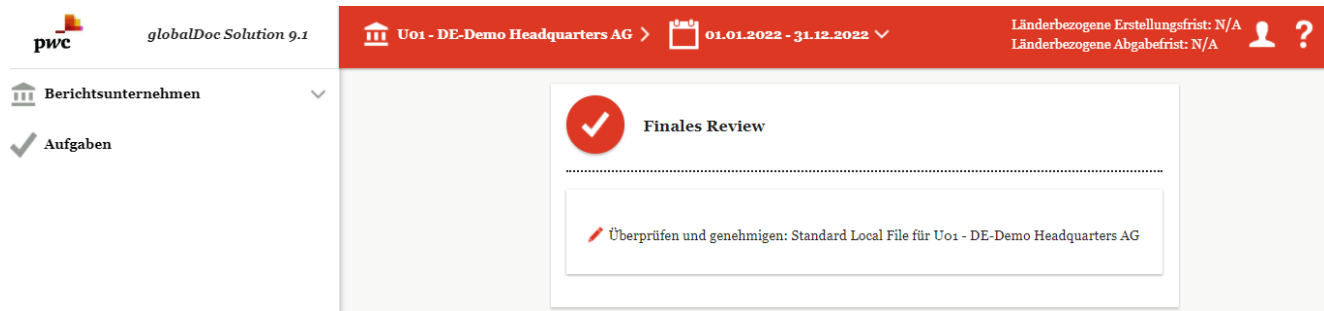 pwc
globalDoc Solution 9.1
U01 - DE-Demo Headquarters AG
01.01.2022 - 31.12.2022
Länderbezogene Erstellungsfrist: N/A
Länderbezogene Abgabefrist: N/A
?
Berichtsunternehmen
Aufgaben
Finales Review
Überprüfen und genehmigen: Standard Local File für U01 - DE-Demo Headquarters AG